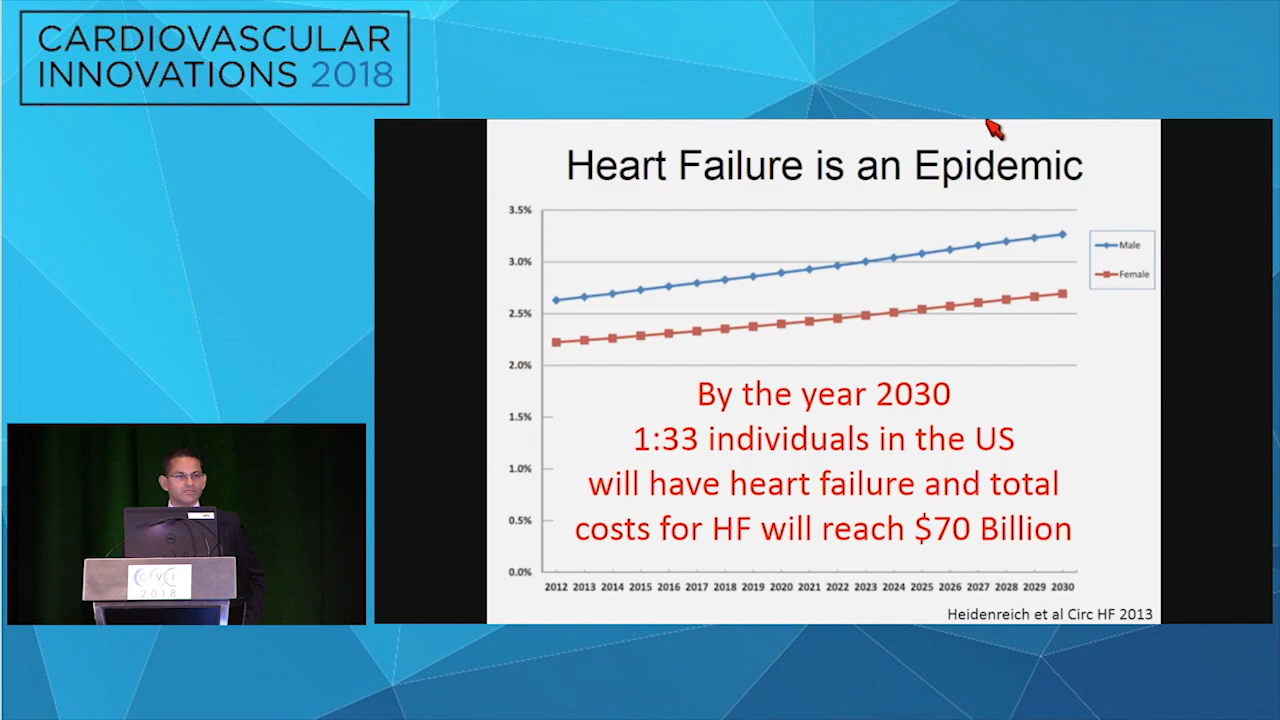 CARDIOVASCULAR
INNOVATIONS 2018
Heart Failure is an Epidemic
3.5%
3.0%
2.5%
2.0%
1.5%
1.0%
0.5%
0.0%
Male
Female
By the year 2030
1:33 individuals in the US
will have heart failure and total
costs for HF will reach $70 Billion
2012 2013 2014 2015 2016 2017 2018 2019 2020 2021 2022 2023 2024 2025 2026 2027 2028 2029 2030
Heidenreich et al Circ HF 2013
CVCI
2018